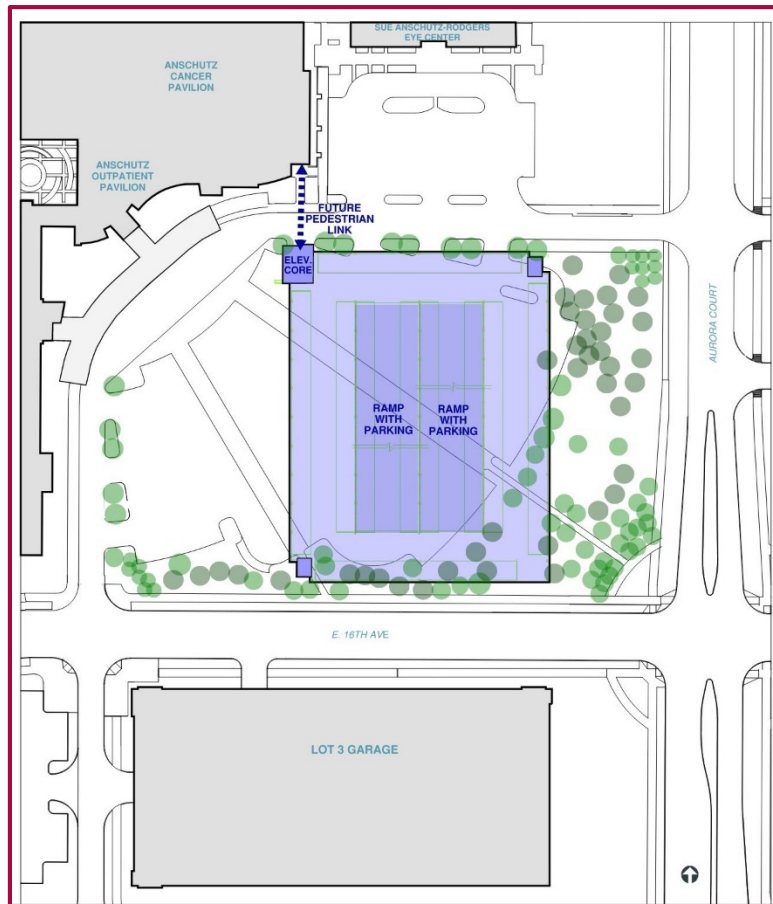 SUE ANSCHUTZ-RODGERS
EYE CENTER
ANSCHUTZ
CANCER
PAVILION
ANSCHUTZ
OUTPATIENT
PAVILION
FUTURE
PEDESTRIAN
LINK
ELEV.
CORE
AURORA COURT
RAMP
WITH
PARKING
RAMP
WITH
PARKING
E. 16TH AVE
LOT 3 GARAGE